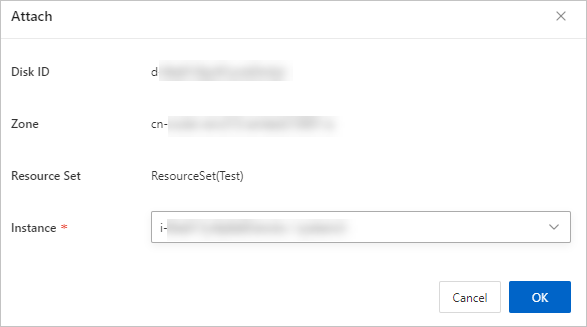 Attach
Disk ID d-
Zone cn-
Resource Set ResourceSet(Test)
Instance * i-
Cancel OK